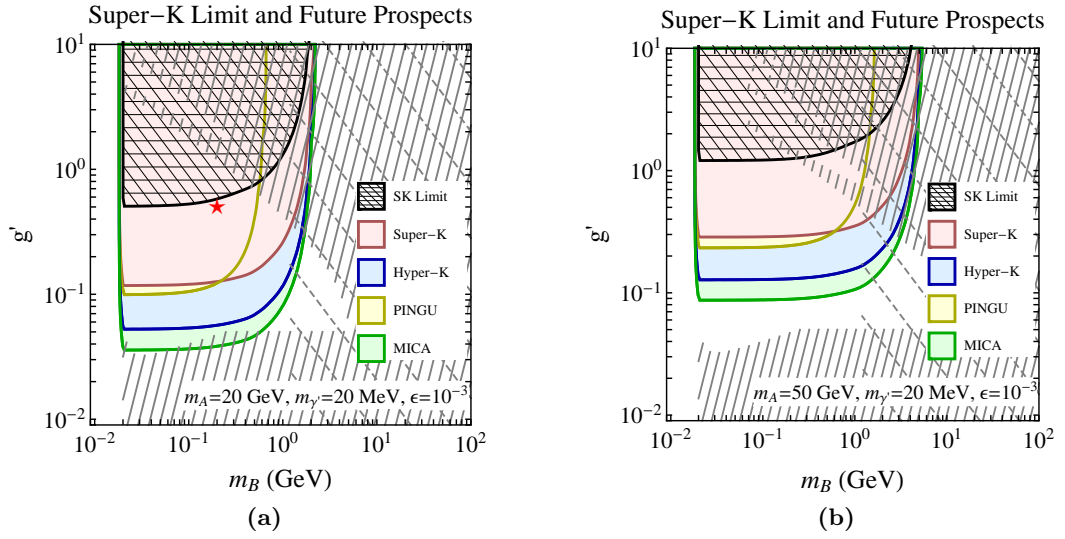 Super−K Limit and Future Prospects
10¹
10⁰
10⁻¹
10⁻²
g'
SK Limit
Super−K
Hyper−K
PINGU
MICA
m_A=20 GeV, m_γ'=20 MeV, ϵ=10⁻³
10⁻² 10⁻¹ 10⁰ 10¹ 10²
m_B (GeV)
(a)
Super−K Limit and Future Prospects
10¹
10⁰
10⁻¹
10⁻²
g'
SK Limit
Super−K
Hyper−K
PINGU
MICA
m_A=50 GeV, m_γ'=20 MeV, ϵ=10⁻³
10⁻² 10⁻¹ 10⁰ 10¹ 10²
m_B (GeV)
(b)